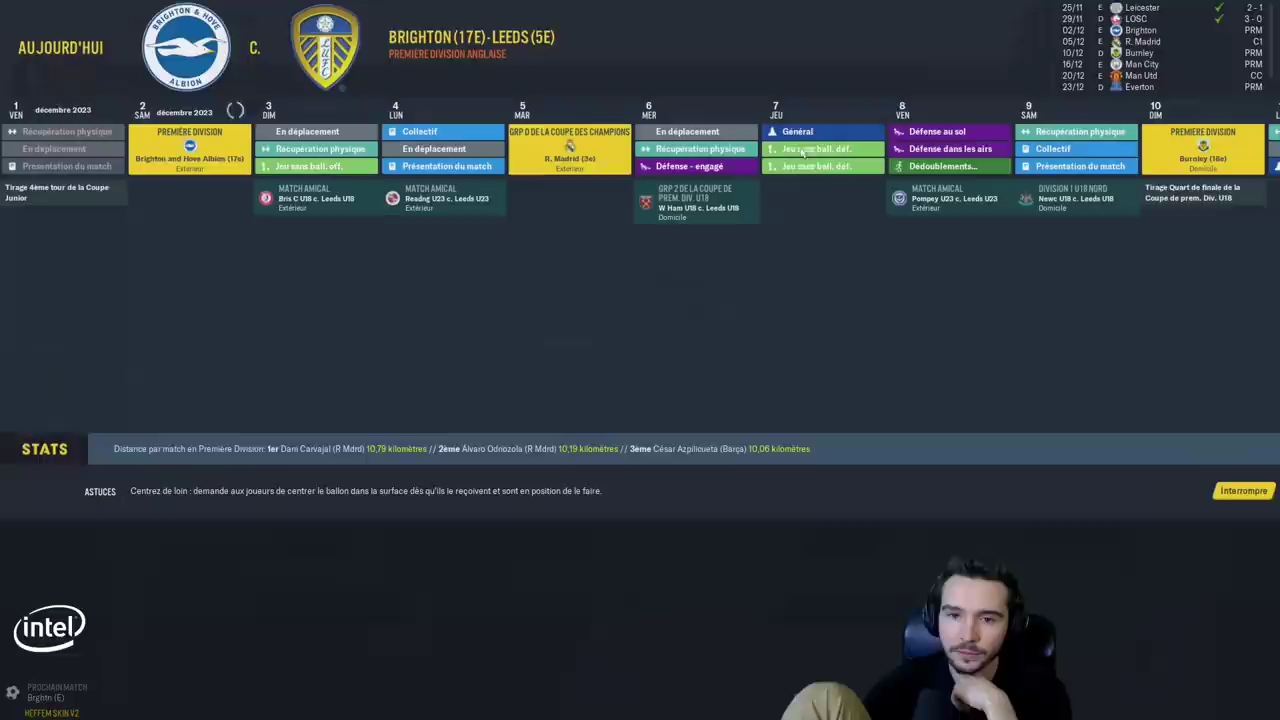 AUJOURD'HUI
BRIGHTON & HOVE
ALBION
C.
LUFC
BRIGHTON (17E) - LEEDS (5E)
PREMIÈRE DIVISION ANGLAISE
25/11 E Leicester 2 - 1
29/11 D LOSC 3 - 0
02/12 E Brighton PRM
05/12 E R. Madrid C1
10/12 D Burnley PRM
16/12 E Man City PRM
20/12 E Man Utd CC
23/12 D Everton PRM
1 VEN décembre 2023
Récupération physique
En déplacement
Présentation du match
Tirage 4ème tour de la Coupe
Junior
2 SAM décembre 2023
PREMIÈRE DIVISION
Brighton and Hove Albion (17e)
Extérieur
3 DIM
En déplacement
Récupération physique
Jeu sans ball. off.
MATCH AMICAL
Bris C U18 c. Leeds U18
Extérieur
4 LUN
Collectif
En déplacement
Présentation du match
MATCH AMICAL
Readng U23 c. Leeds U23
Extérieur
5 MAR
GRP D DE LA COUPE DES CHAMPIONS
R. Madrid (3e)
Extérieur
6 MER
En déplacement
Récupération physique
Défense - engagé
GRP 2 DE LA COUPE DE
PREM. DIV. U18
W Ham U18 c. Leeds U18
Domicile
7 JEU
Général
Jeu ball. déf.
Jeu ball. déf.
8 VEN
Défense au sol
Défense dans les airs
Dédoublements...
MATCH AMICAL
Pompey U23 c. Leeds U23
Extérieur
9 SAM
Récupération physique
Collectif
Présentation du match
DIVISION 1 U18 NORD
Newc U18 c. Leeds U18
Domicile
10 DIM
PREMIÈRE DIVISION
Burnley (18e)
Domicile
Tirage Quart de finale de la
Coupe de prem. Div. U18
L
STATS
Distance par match en Première Division: 1er Dani Carvajal (R Mdrd) 10,79 kilomètres // 2ème Álvaro Odriozola (R Mdrd) 10,19 kilomètres // 3ème César Azpilicueta (Barça) 10,06 kilomètres
ASTUCES
Centrez de loin : demande aux joueurs de centrer le ballon dans la surface dès qu'ils le reçoivent et sont en position de le faire.
Interrompre
intel
PROCHAIN MATCH
Brghtn (E)
HEFFEM SKIN V2